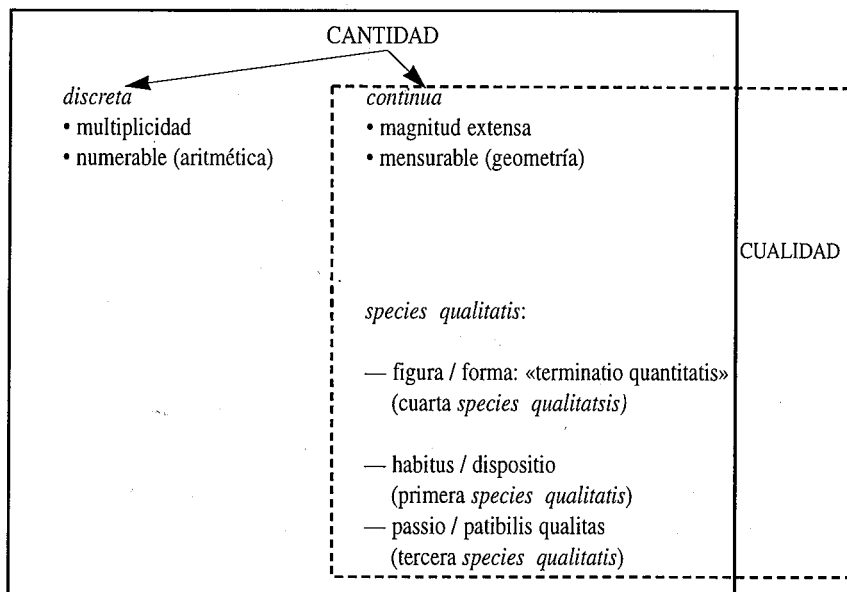 CANTIDAD
discreta
• multiplicidad
• numerable (aritmética)
continua
• magnitud extensa
• mensurable (geometría)
CUALIDAD
species qualitatis:
— figura / forma: «terminatio quantitatis»
(cuarta species qualitatsis)
— habitus / dispositio
(primera species qualitatis)
— passio / patibilis qualitas
(tercera species qualitatis)